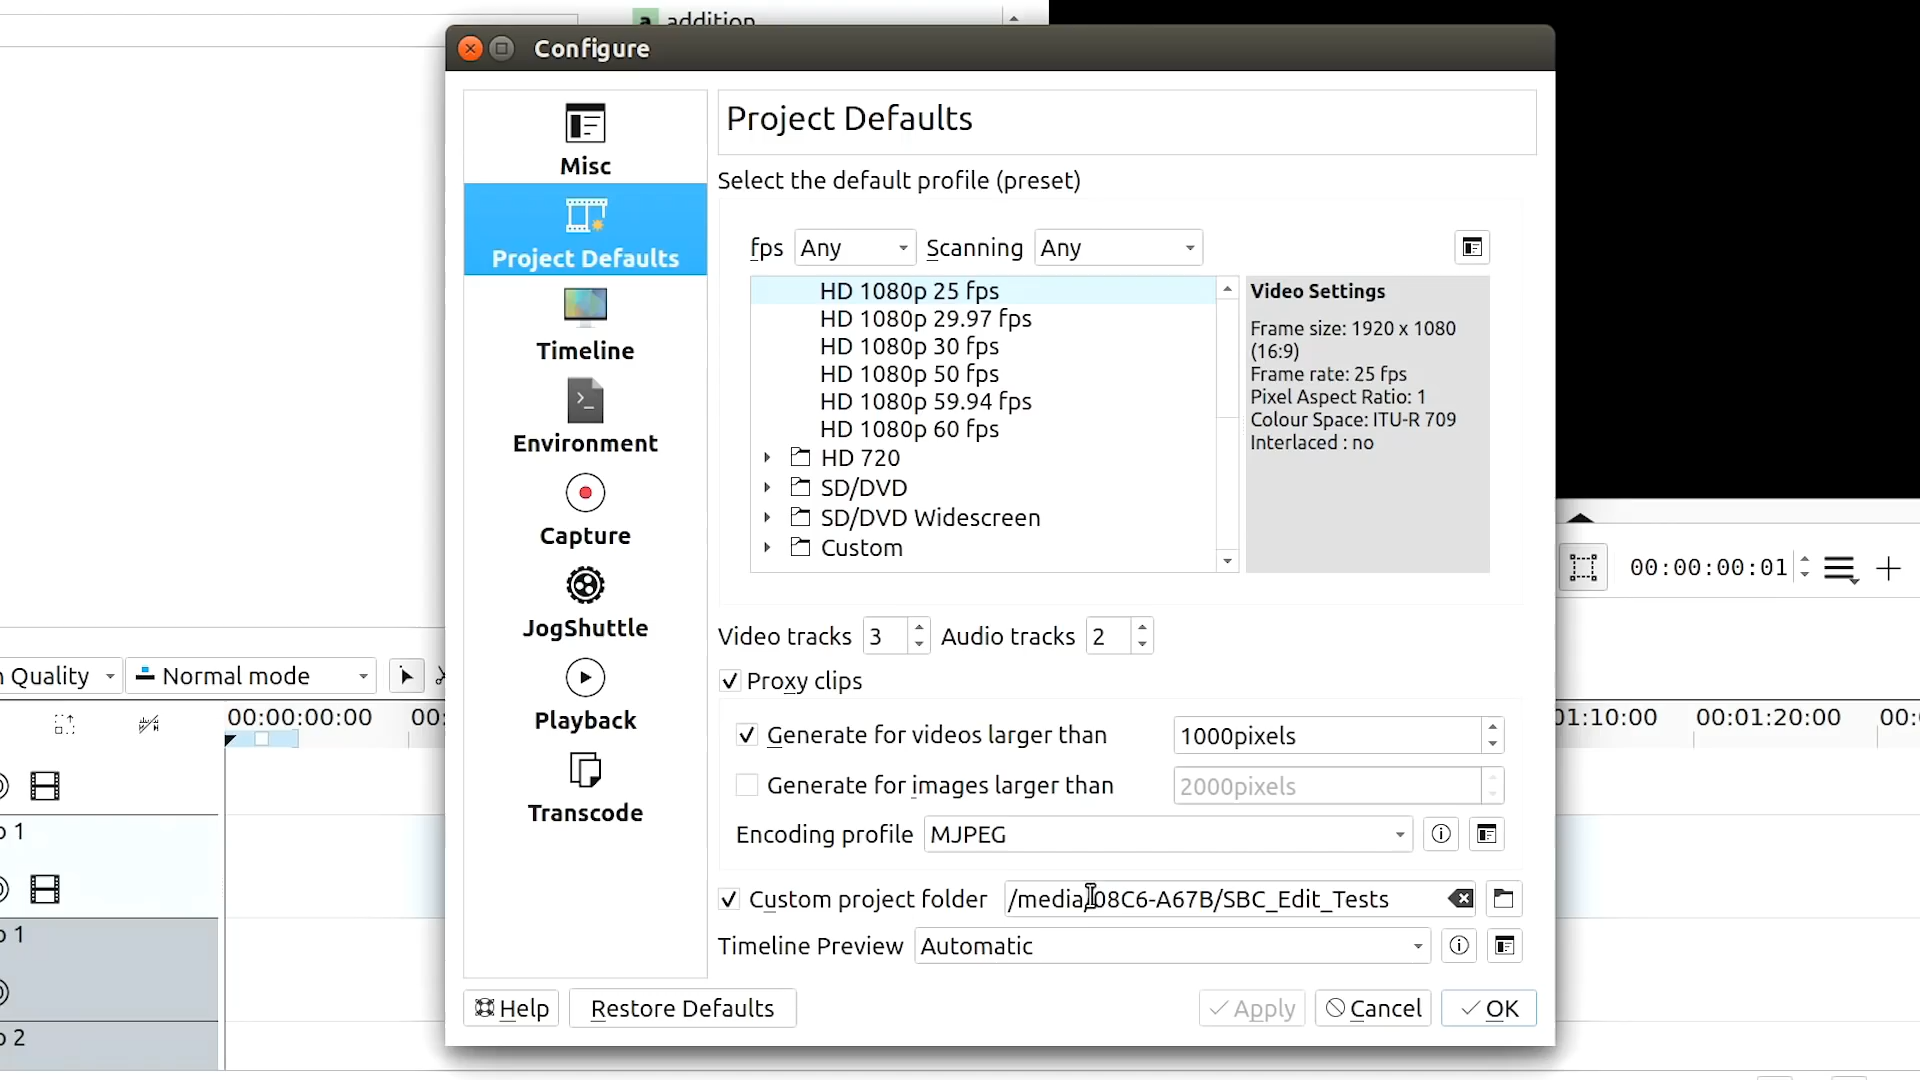 addition
Configure
Misc
Project Defaults
Timeline
Environment
Capture
JogShuttle
Playback
Transcode
Project Defaults
Select the default profile (preset)
fps Any Scanning Any
HD 1080p 25 fps
HD 1080p 29.97 fps
HD 1080p 30 fps
HD 1080p 50 fps
HD 1080p 59.94 fps
HD 1080p 60 fps
HD 720
SD/DVD
SD/DVD Widescreen
Custom
Video Settings
Frame size: 1920 x 1080
(16:9)
Frame rate: 25 fps
Pixel Aspect Ratio: 1
Colour Space: ITU-R 709
Interlaced : no
Video tracks 3 Audio tracks 2
Proxy clips
Generate for videos larger than 1000pixels
Generate for images larger than 2000pixels
Encoding profile MJPEG
Custom project folder /media/08C6-A67B/SBC_Edit_Tests
Timeline Preview Automatic
Help Restore Defaults Apply Cancel OK
00:00:00:01
Quality Normal mode
00:00:00:00 00: 01:10:00 00:01:20:00 00:
1
1
2